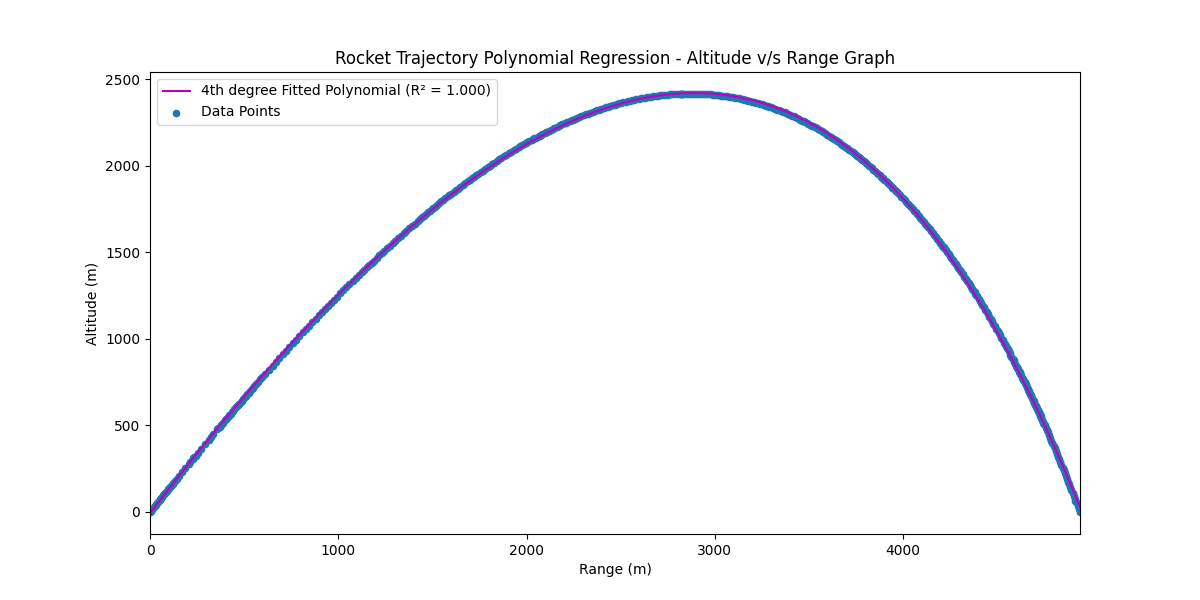 Rocket Trajectory Polynomial Regression - Altitude v/s Range Graph
4th degree Fitted Polynomial (R² = 1.000)
Data Points
2500
2000
1500
1000
500
0
Altitude (m)
0 1000 2000 3000 4000
Range (m)